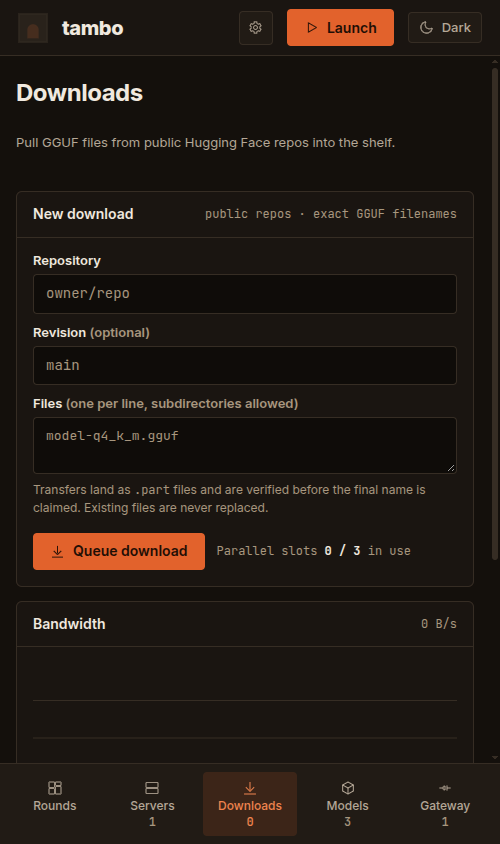 tambo
Launch
Dark
Downloads
Pull GGUF files from public Hugging Face repos into the shelf.
New download
public repos · exact GGUF filenames
Repository
owner/repo
Revision (optional)
main
Files (one per line, subdirectories allowed)
model-q4_k_m.gguf
Transfers land as .part files and are verified before the final name is
claimed. Existing files are never replaced.
Queue download
Parallel slots 0 / 3 in use
Bandwidth
0 B/s
Rounds
Servers
1
Downloads
0
Models
3
Gateway
1